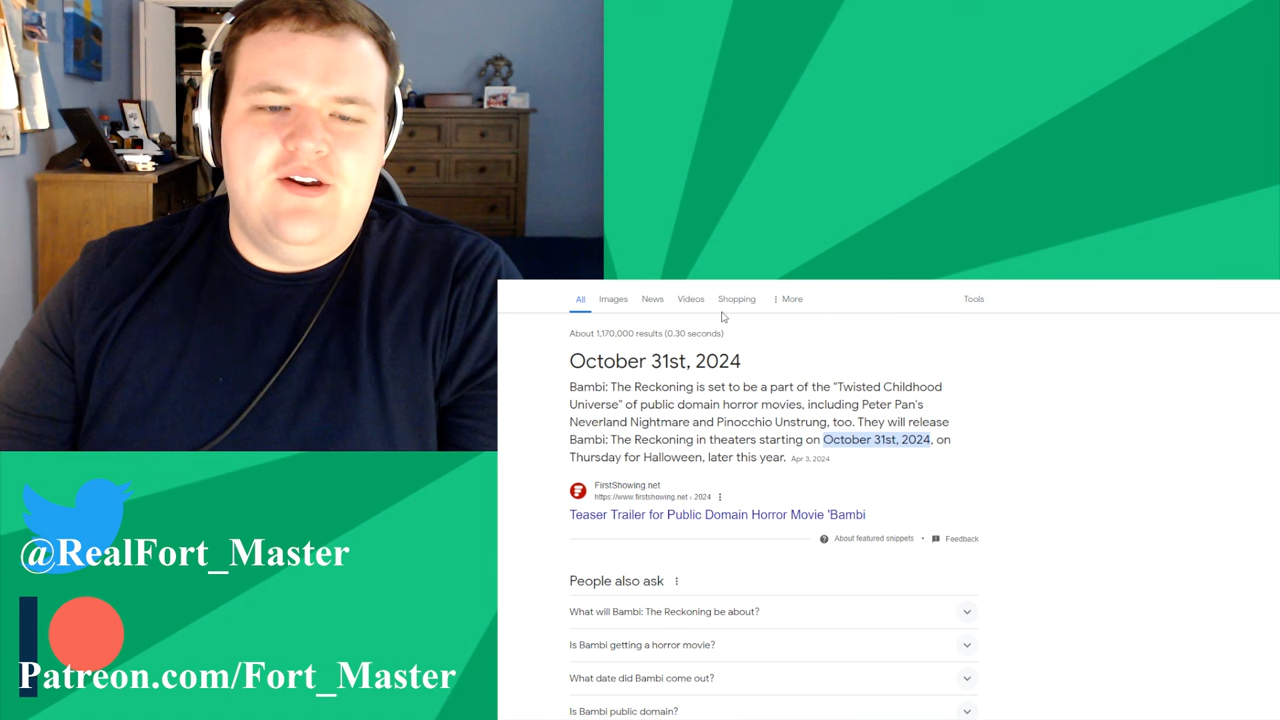 All
Images
News
Videos
Shopping
More
Tools
About 1,170,000 results (0.30 seconds)
October 31st, 2024
Bambi: The Reckoning is set to be a part of the "Twisted Childhood
Universe" of public domain horror movies, including Peter Pan's
Neverland Nightmare and Pinocchio Unstrung, too. They will release
Bambi: The Reckoning in theaters starting on October 31st, 2024, on
Thursday for Halloween, later this year. Apr 3, 2024
FirstShowing.net
https://www.firstshowing.net › 2024
Teaser Trailer for Public Domain Horror Movie 'Bambi
About featured snippets
Feedback
People also ask
What will Bambi: The Reckoning be about?
Is Bambi getting a horror movie?
What date did Bambi come out?
Is Bambi public domain?
@RealFort_Master
Patreon.com/Fort_Master